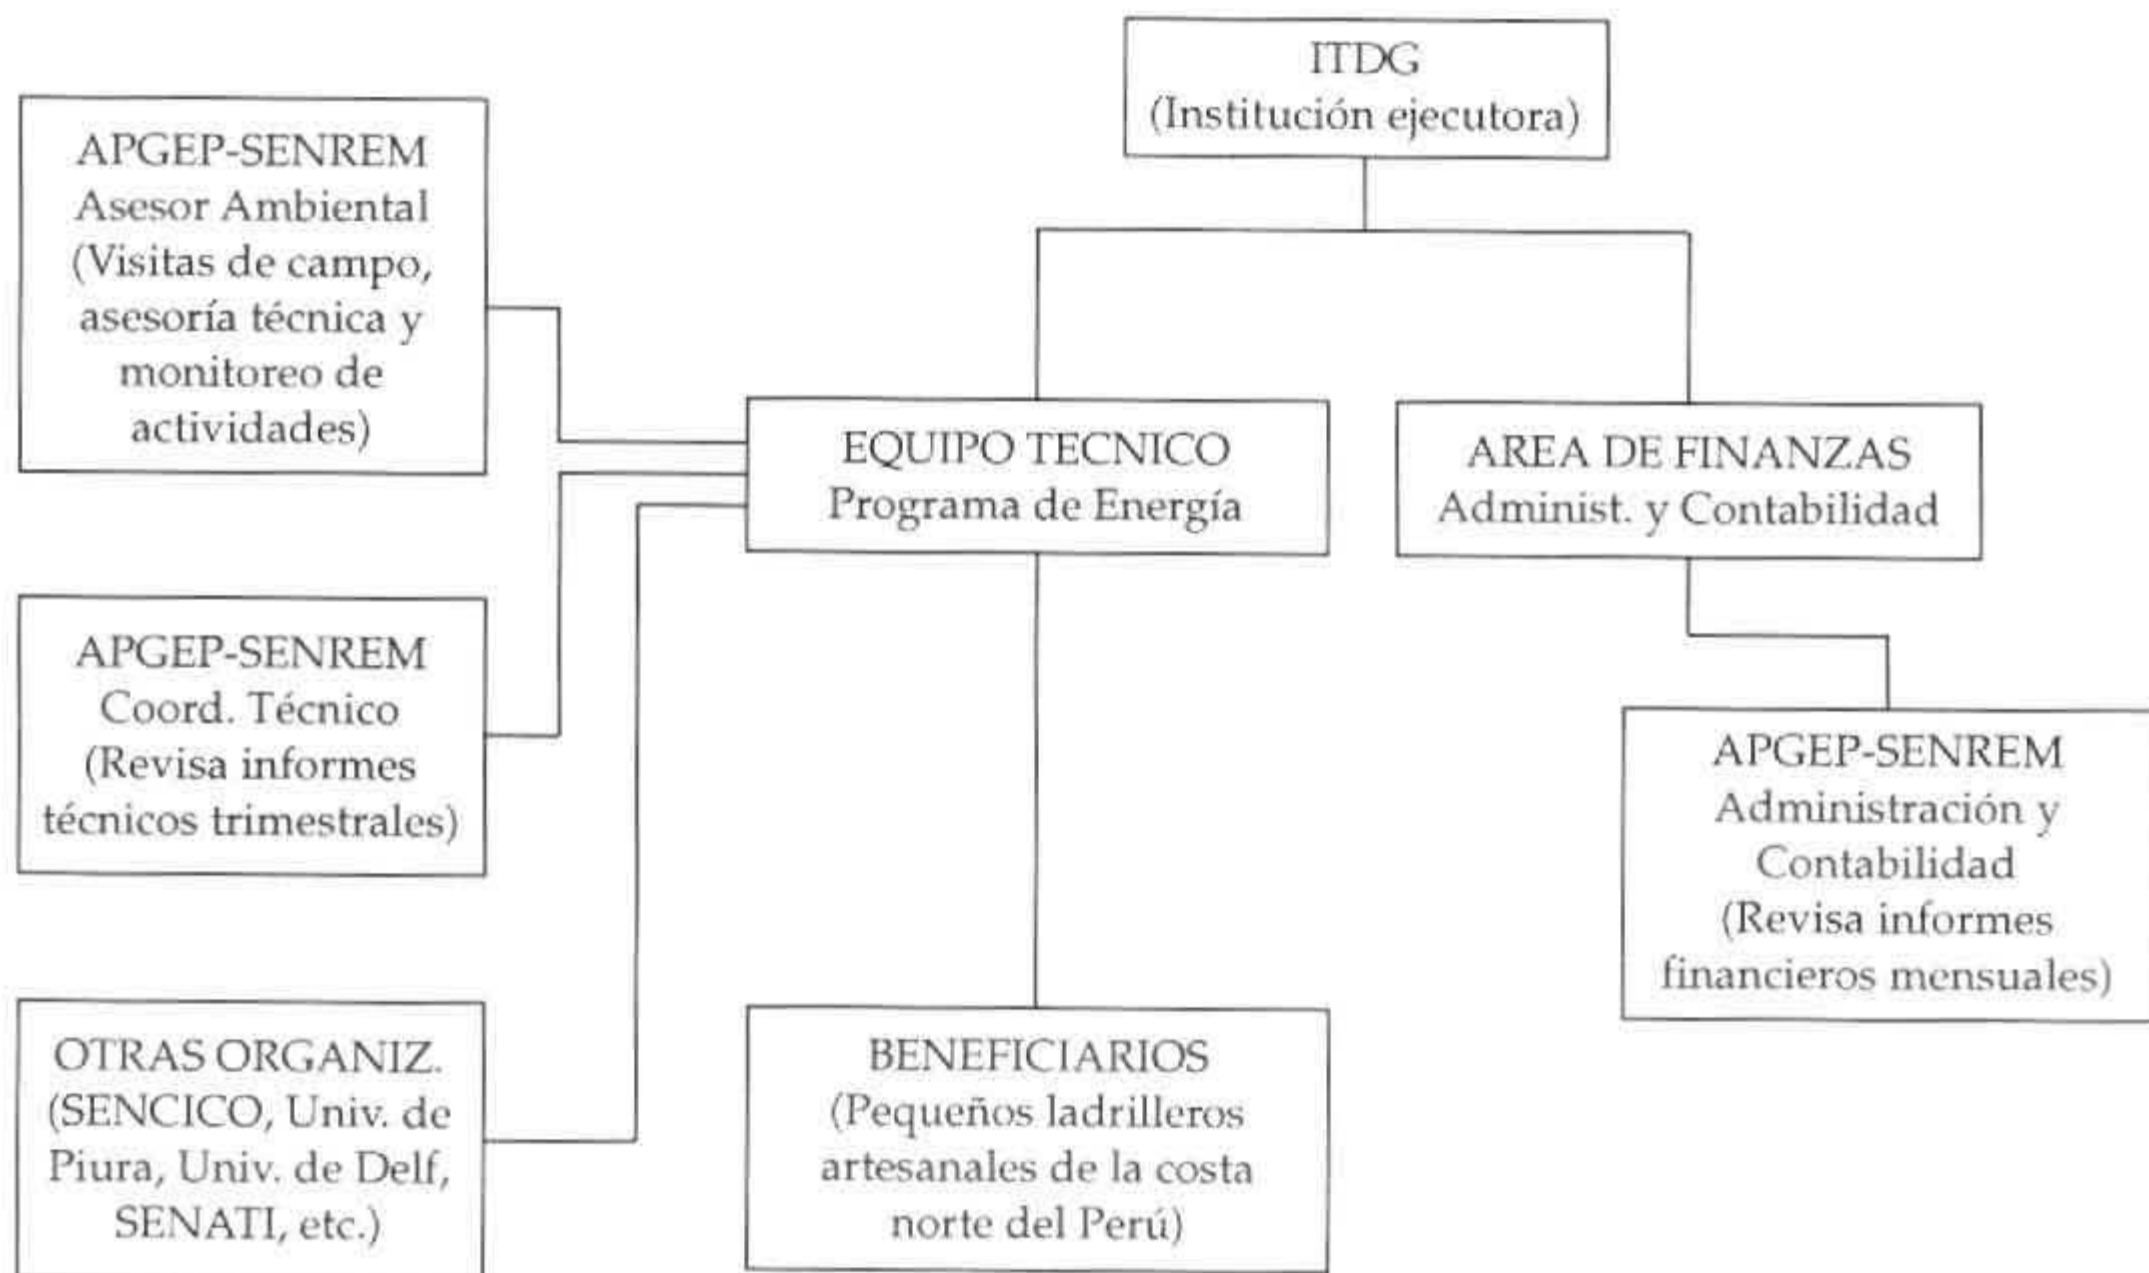 ITDG
(Institución ejecutora)
APGEP-SENREM
Asesor Ambiental
(Visitas de campo,
asesoría técnica y
monitoreo de
actividades)
EQUIPO TECNICO
Programa de Energía
AREA DE FINANZAS
Administ. y Contabilidad
APGEP-SENREM
Coord. Técnico
(Revisa informes
técnicos trimestrales)
APGEP-SENREM
Administración y
Contabilidad
(Revisa informes
financieros mensuales)
OTRAS ORGANIZ.
(SENCICO, Univ. de
Piura, Univ. de Delf,
SENATI, etc.)
BENEFICIARIOS
(Pequeños ladrilleros
artesanales de la costa
norte del Perú)